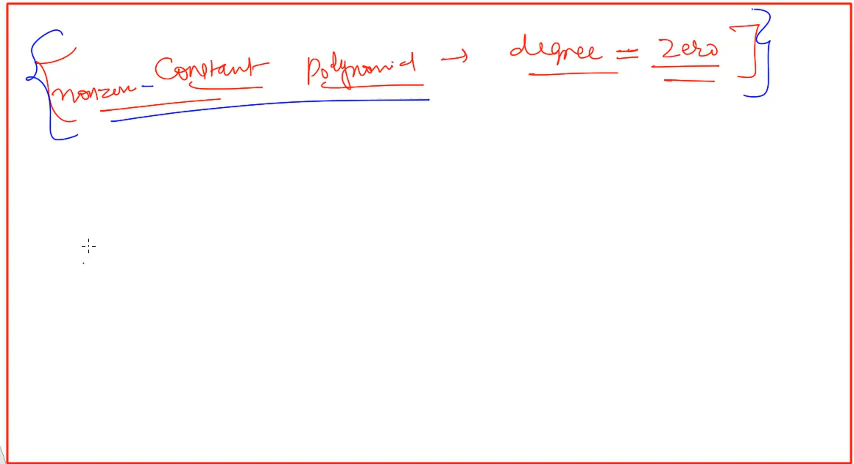 nonzero - Constant Polynomial → degree = Zero